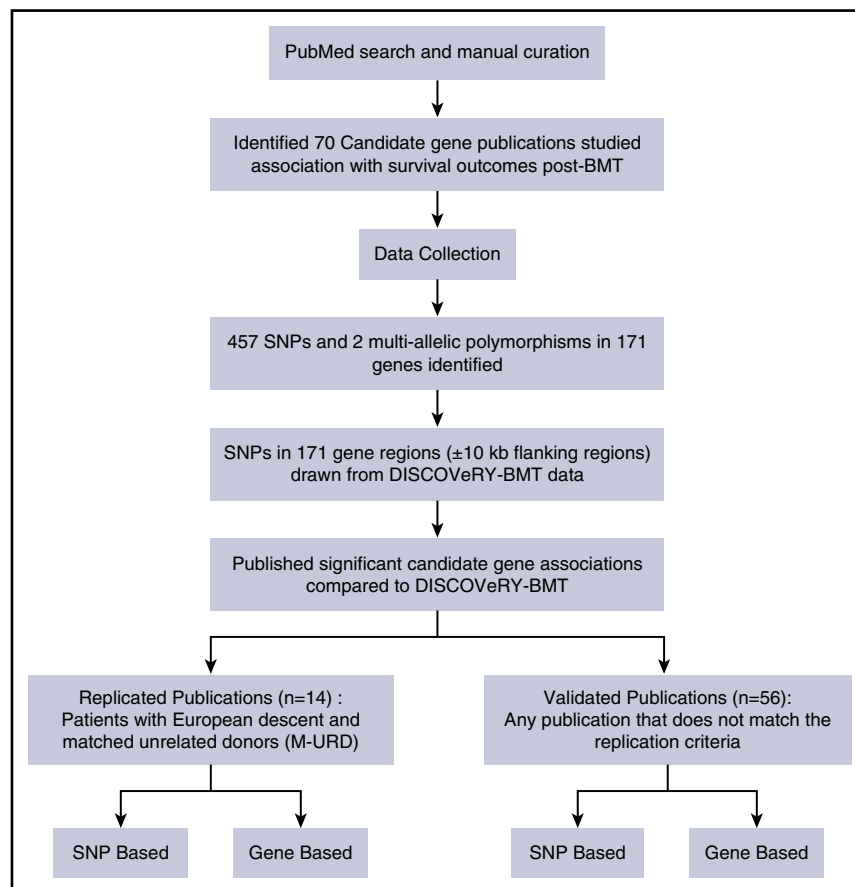 PubMed search and manual curation
Identified 70 Candidate gene publications studied
association with survival outcomes post-BMT
Data Collection
457 SNPs and 2 multi-allelic polymorphisms in 171
genes identified
SNPs in 171 gene regions (±10 kb flanking regions)
drawn from DISCOVeRY-BMT data
Published significant candidate gene associations
compared to DISCOVeRY-BMT
Replicated Publications (n=14) :
Patients with European descent and
matched unrelated donors (M-URD)
Validated Publications (n=56):
Any publication that does not match the
replication criteria
SNP Based
Gene Based
SNP Based
Gene Based